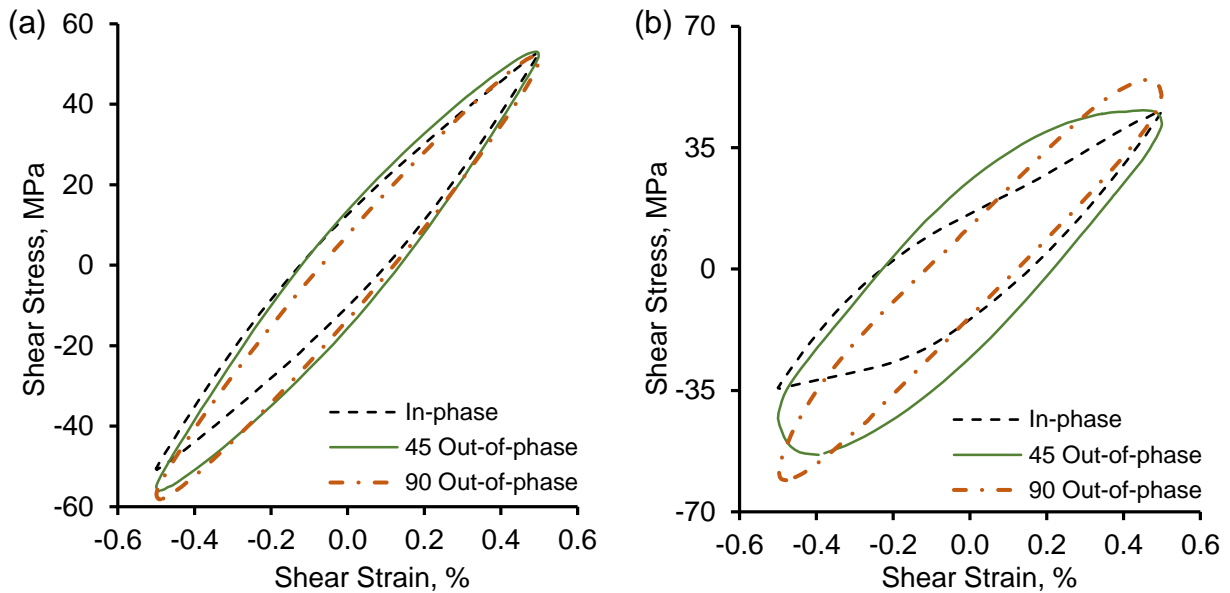 (a)
60
40
20
0
-20
-40
-60
-0.6 -0.4 -0.2 0.0 0.2 0.4 0.6
Shear Stress, MPa
Shear Strain, %
In-phase
45 Out-of-phase
90 Out-of-phase
(b)
70
35
0
-35
-70
-0.6 -0.4 -0.2 0.0 0.2 0.4 0.6
Shear Stress, MPa
Shear Strain, %
In-phase
45 Out-of-phase
90 Out-of-phase